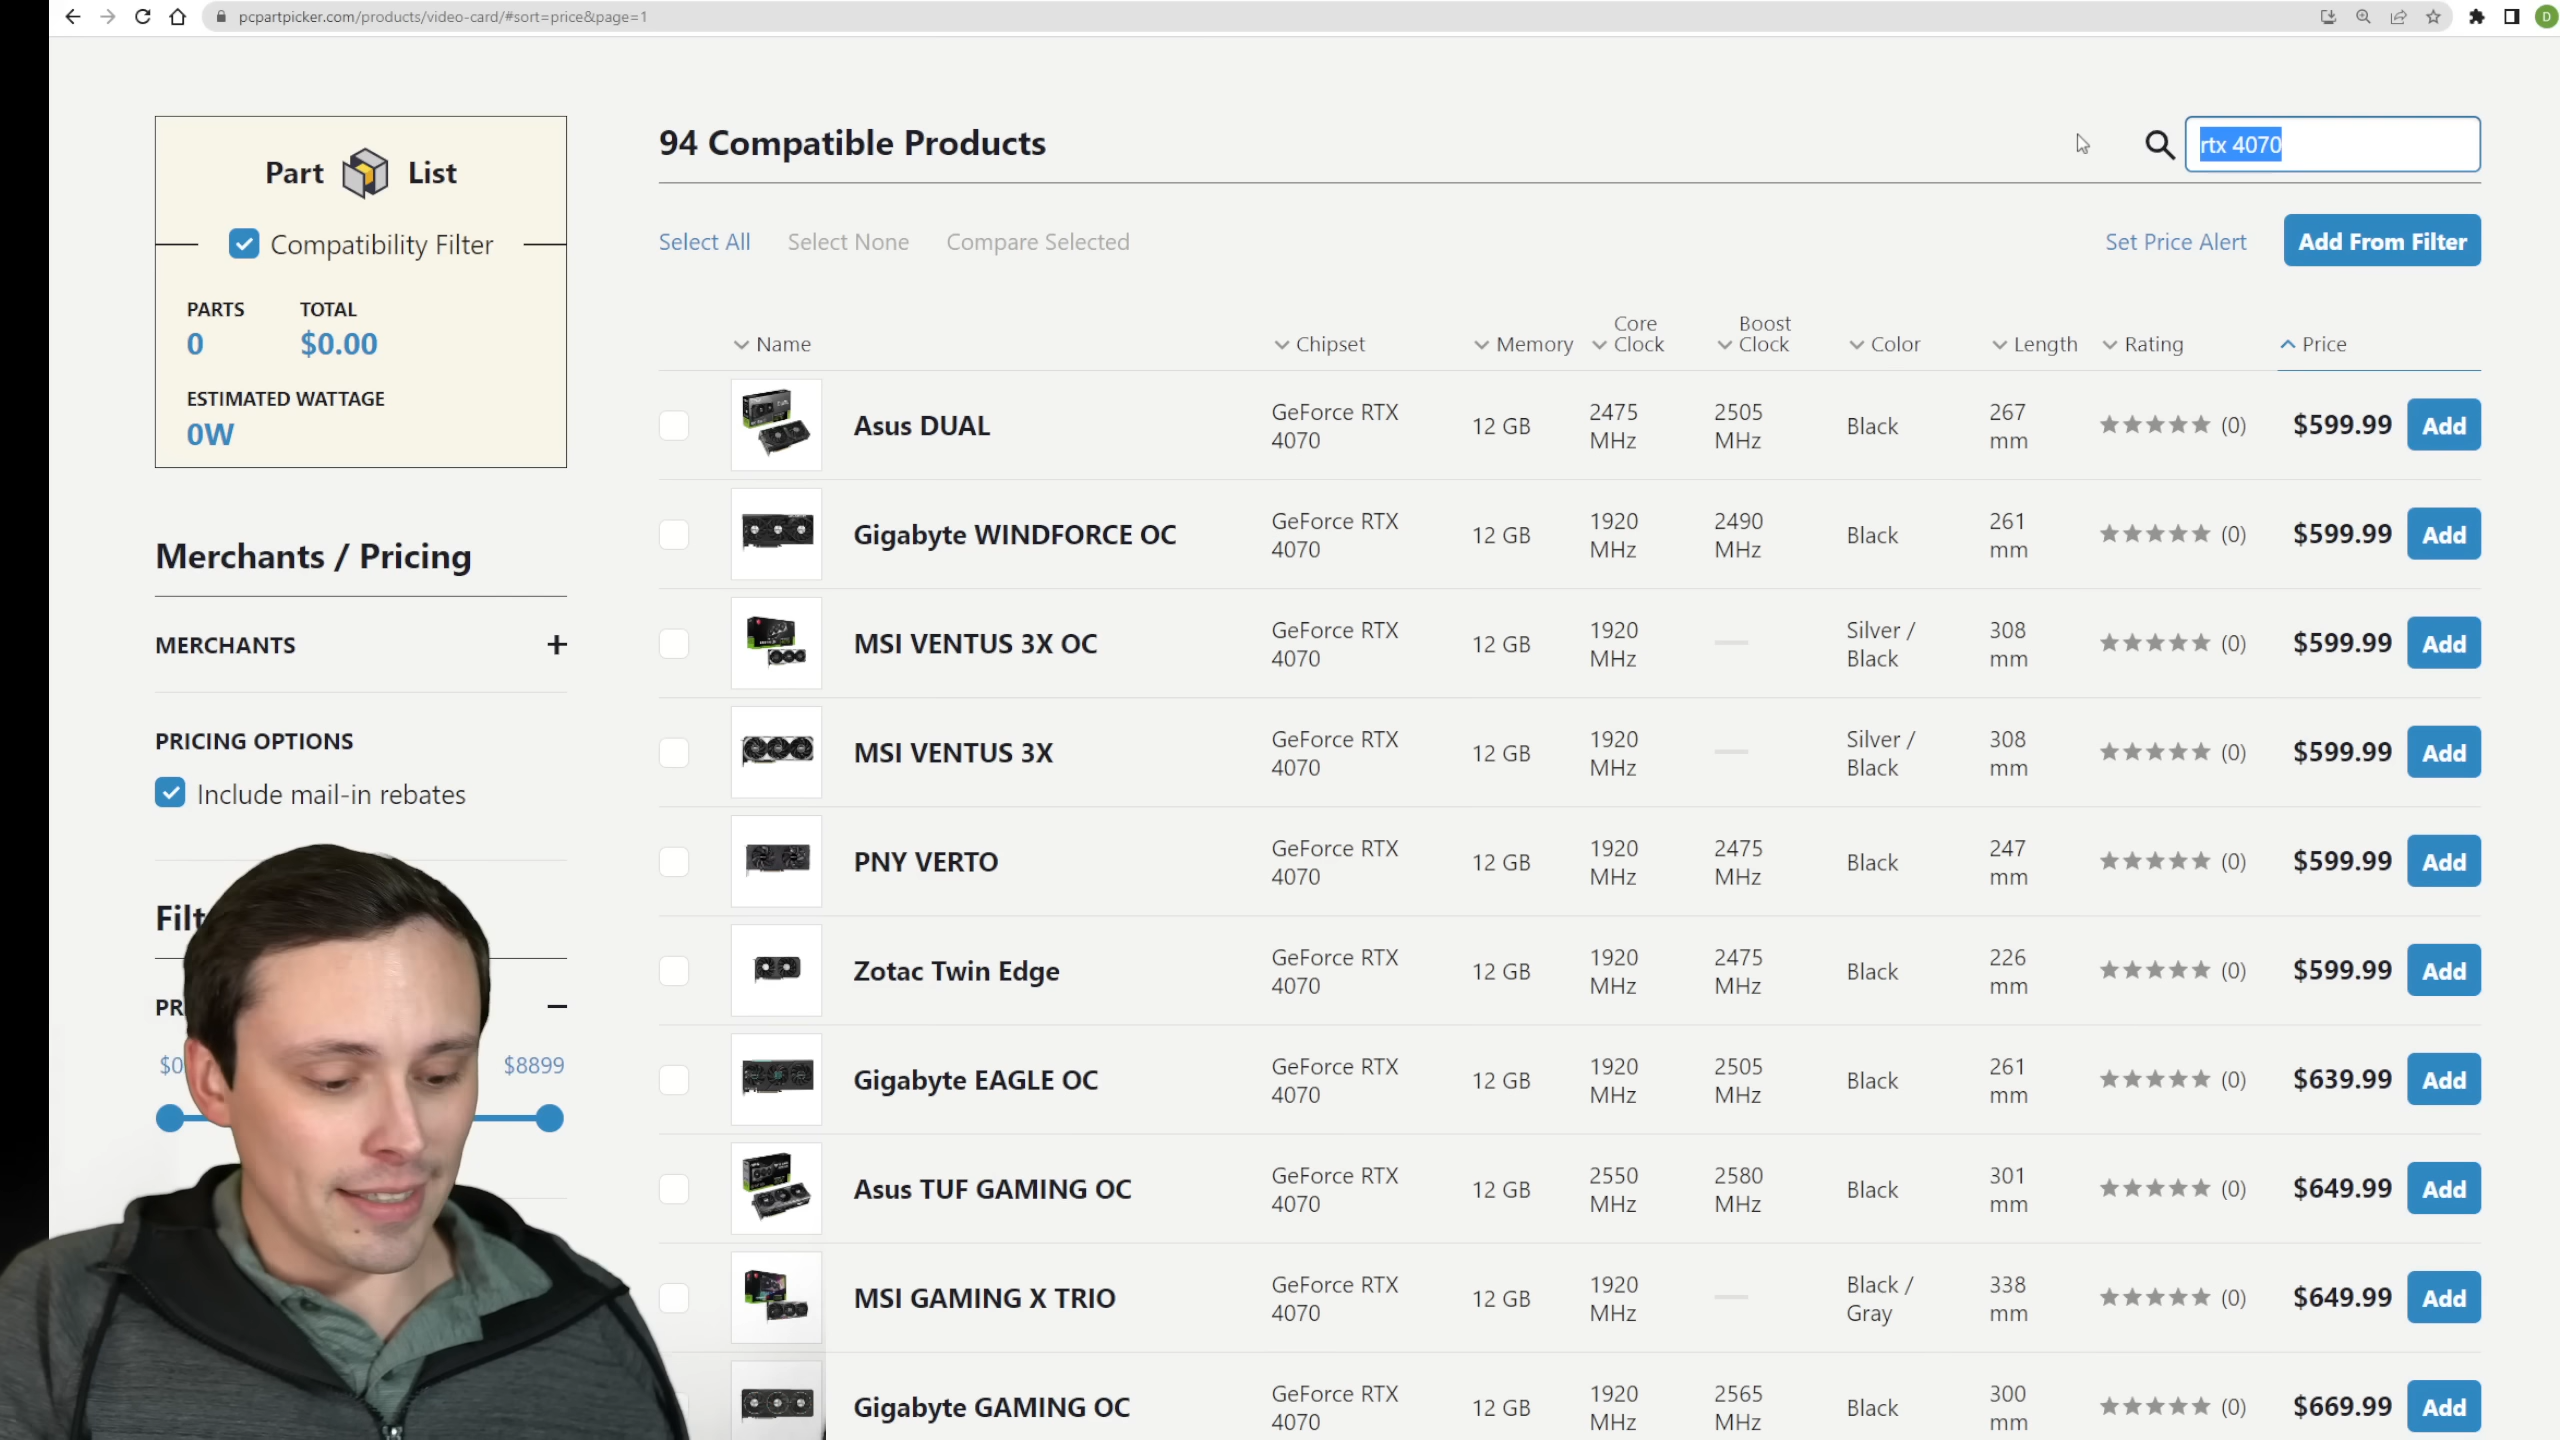 pcpartpicker.com/products/video-card/#sort=price&page=1
D
Part List
Compatibility Filter
PARTS TOTAL
0 $0.00
ESTIMATED WATTAGE
0W
Merchants / Pricing
MERCHANTS
PRICING OPTIONS
Include mail-in rebates
$8899
94 Compatible Products
rtx 4070
Select All Select None Compare Selected
Set Price Alert Add From Filter
Name Chipset Memory Core Clock Boost Clock Color Length Rating Price
Asus DUAL GeForce RTX 4070 12 GB 2475 MHz 2505 MHz Black 267 mm (0) $599.99 Add
Gigabyte WINDFORCE OC GeForce RTX 4070 12 GB 1920 MHz 2490 MHz Black 261 mm (0) $599.99 Add
MSI VENTUS 3X OC GeForce RTX 4070 12 GB 1920 MHz Silver / Black 308 mm (0) $599.99 Add
MSI VENTUS 3X GeForce RTX 4070 12 GB 1920 MHz Silver / Black 308 mm (0) $599.99 Add
PNY VERTO GeForce RTX 4070 12 GB 1920 MHz 2475 MHz Black 247 mm (0) $599.99 Add
Zotac Twin Edge GeForce RTX 4070 12 GB 1920 MHz 2475 MHz Black 226 mm (0) $599.99 Add
Gigabyte EAGLE OC GeForce RTX 4070 12 GB 1920 MHz 2505 MHz Black 261 mm (0) $639.99 Add
Asus TUF GAMING OC GeForce RTX 4070 12 GB 2550 MHz 2580 MHz Black 301 mm (0) $649.99 Add
MSI GAMING X TRIO GeForce RTX 4070 12 GB 1920 MHz Black / Gray 338 mm (0) $649.99 Add
Gigabyte GAMING OC GeForce RTX 4070 12 GB 1920 MHz 2565 MHz Black 300 mm (0) $669.99 Add